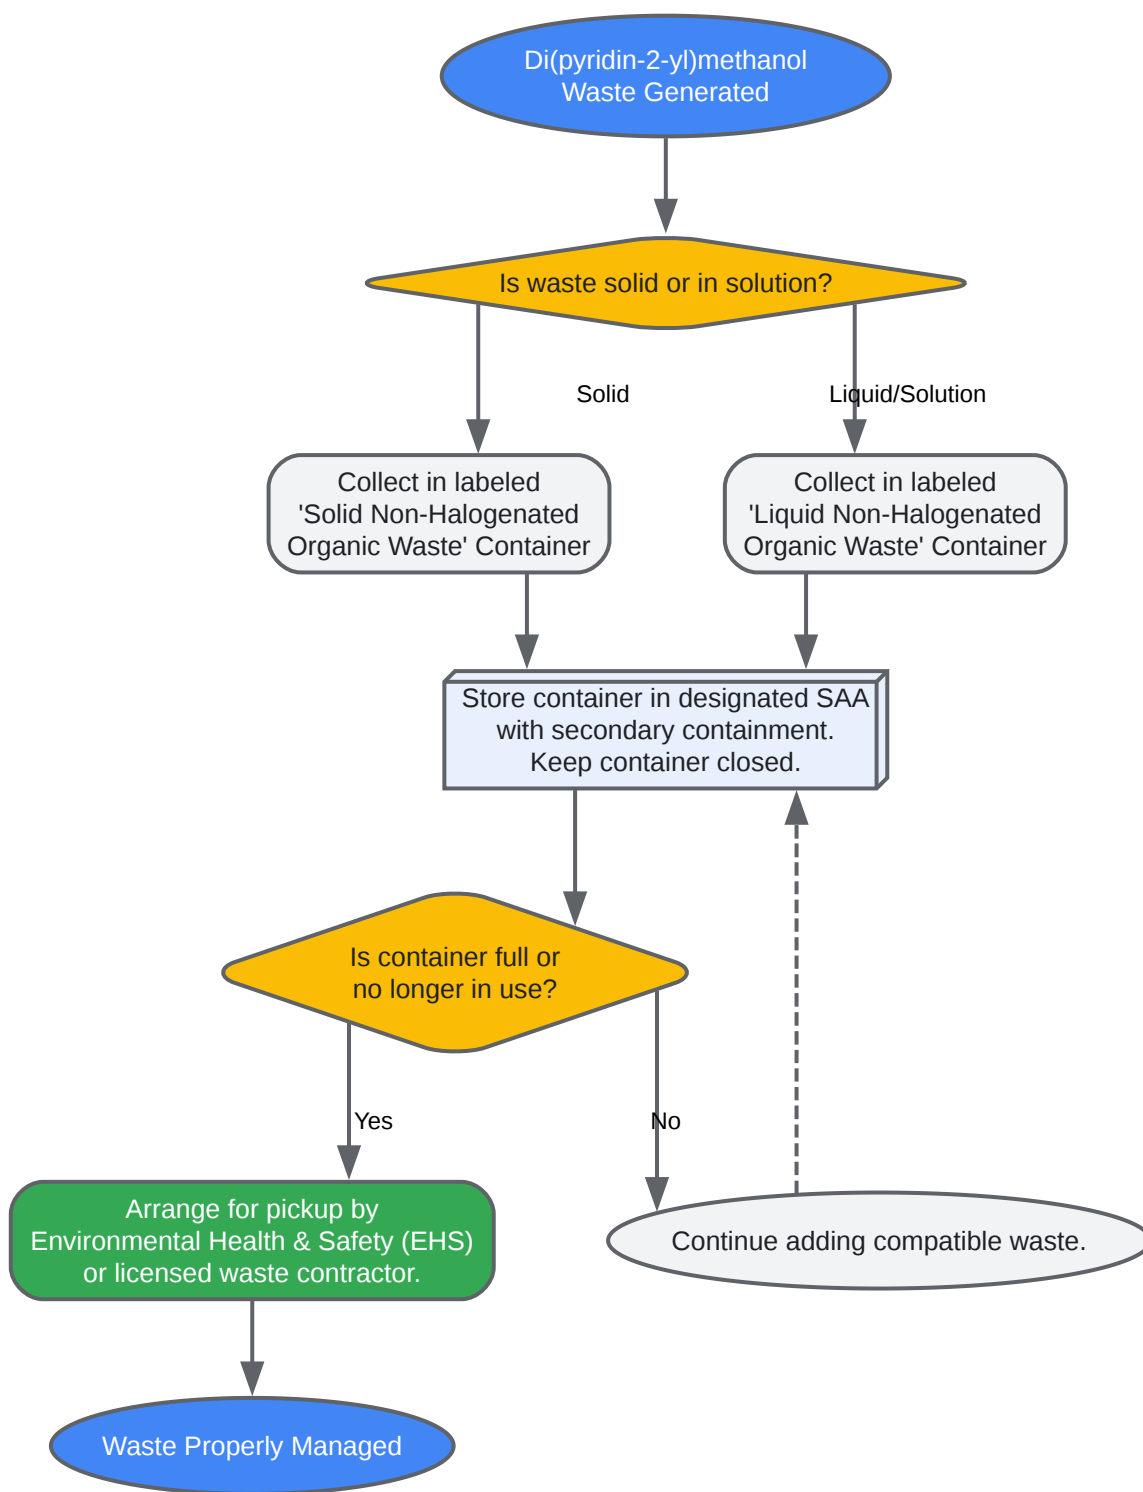 Di(pyridin-2-yl)methanol
Waste Generated
Is waste solid or in solution?
Solid
Liquid/Solution
Collect in labeled
'Solid Non-Halogenated
Organic Waste' Container
Collect in labeled
'Liquid Non-Halogenated
Organic Waste' Container
Store container in designated SAA
with secondary containment.
Keep container closed.
Is container full or
no longer in use?
Yes
No
Arrange for pickup by
Environmental Health & Safety (EHS)
or licensed waste contractor.
Continue adding compatible waste.
Waste Properly Managed